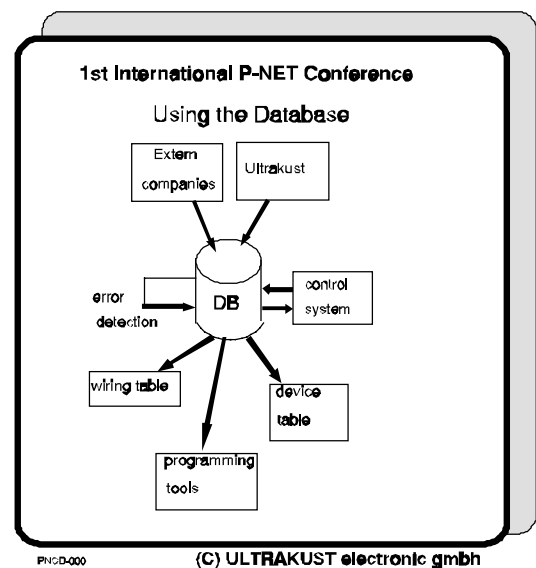 1st International P-NET Conference
Using the Database
Extern
companies
Ultrakust
error
detection
DB
control
system
wiring table
device
table
programming
tools
PNCD-000
(C) ULTRAKUST electronic gmbh